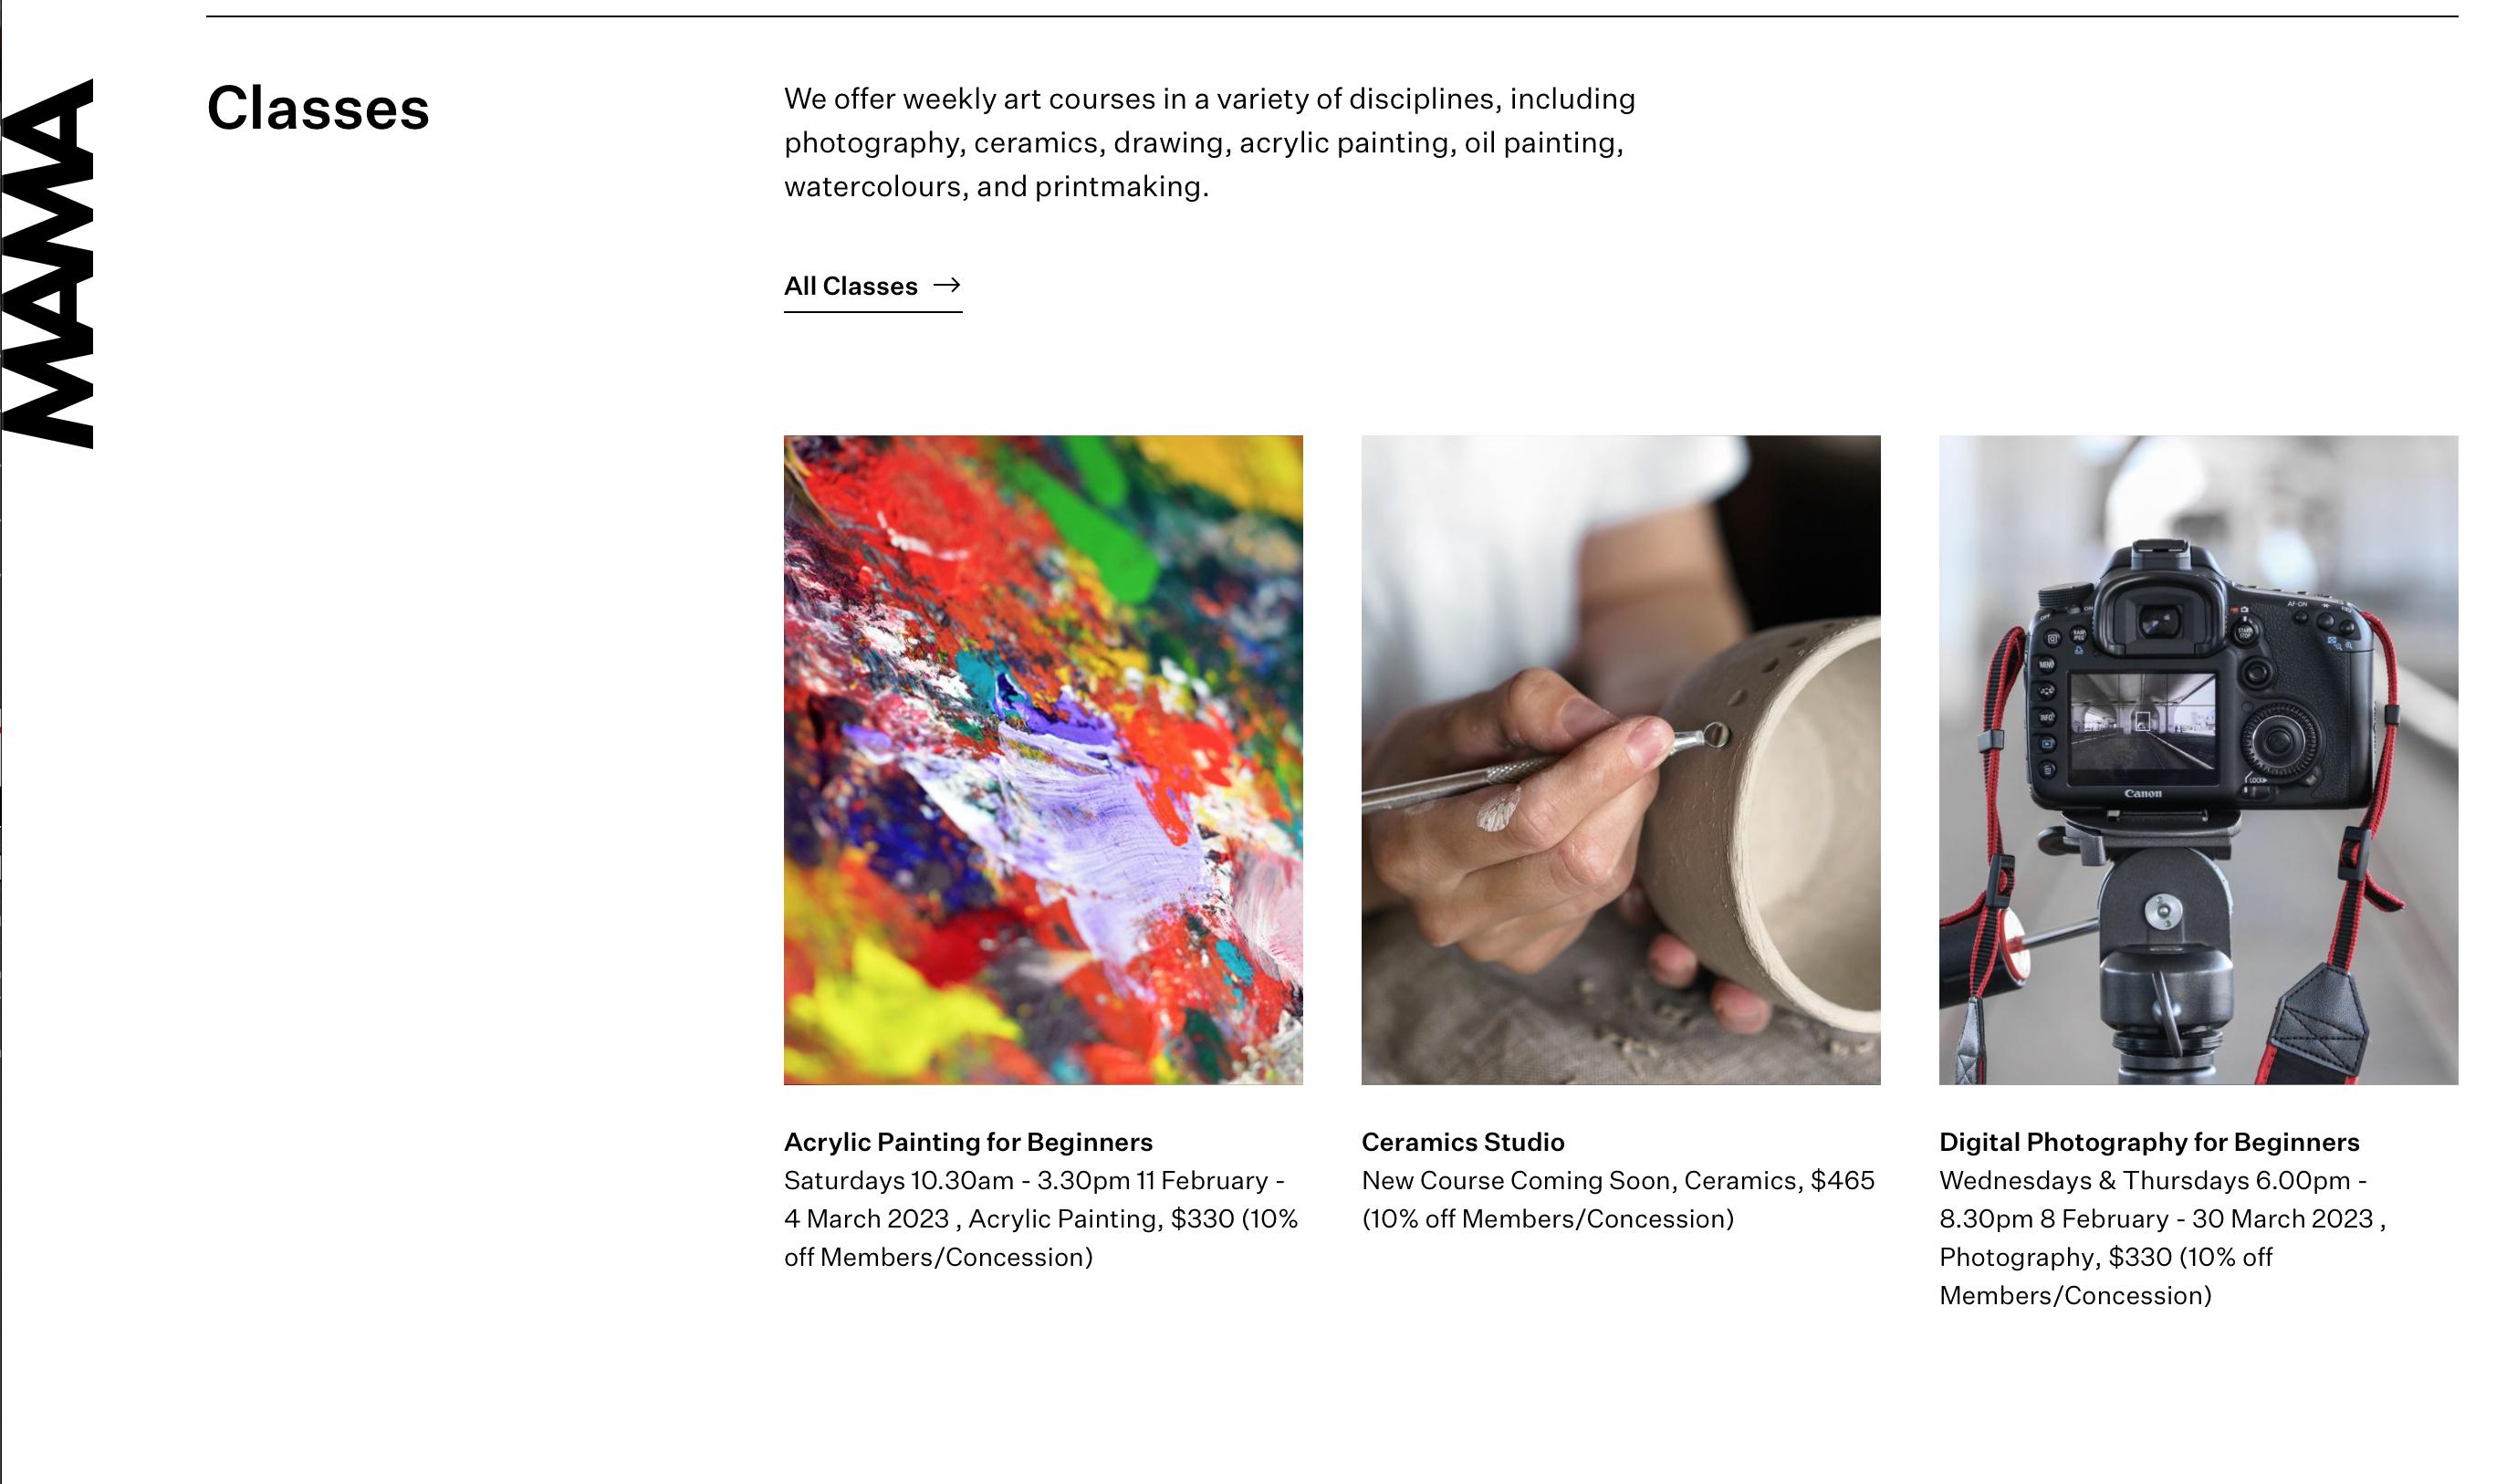 MAMA
Classes
We offer weekly art courses in a variety of disciplines, including
photography, ceramics, drawing, acrylic painting, oil painting,
watercolours, and printmaking.
All Classes →
Canon
Acrylic Painting for Beginners
Saturdays 10.30am - 3.30pm 11 February -
4 March 2023 , Acrylic Painting, $330 (10%
off Members/Concession)
Ceramics Studio
New Course Coming Soon, Ceramics, $465
(10% off Members/Concession)
Digital Photography for Beginners
Wednesdays & Thursdays 6.00pm -
8.30pm 8 February - 30 March 2023 ,
Photography, $330 (10% off
Members/Concession)